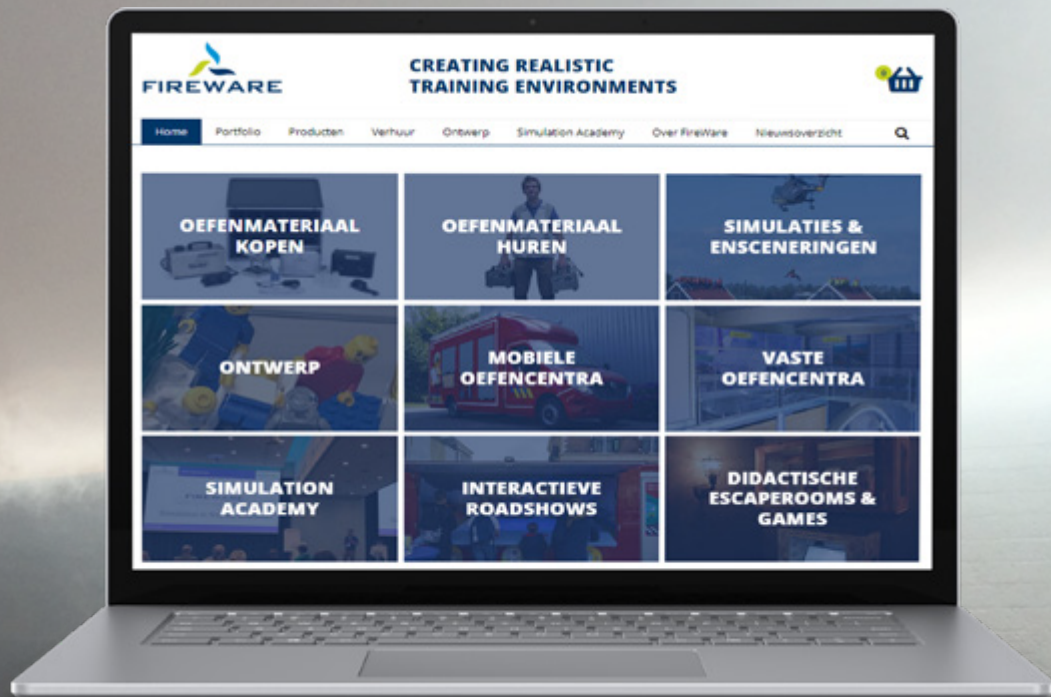 FIREWARE
CREATING REALISTIC
TRAINING ENVIRONMENTS
Home Portfolio Producten Verhuur Ontwerp Simulation Academy Over FireWare Nieuwsoverzicht
OEFENMATERIAAL
KOPEN
OEFENMATERIAAL
HUREN
SIMULATIES &
ENSCENERINGEN
ONTWERP
MOBIELE
OEFENCENTRA
VASTE
OEFENCENTRA
SIMULATION
ACADEMY
INTERACTIEVE
ROADSHOWS
DIDACTISCHE
ESCAPEROOMS &
GAMES